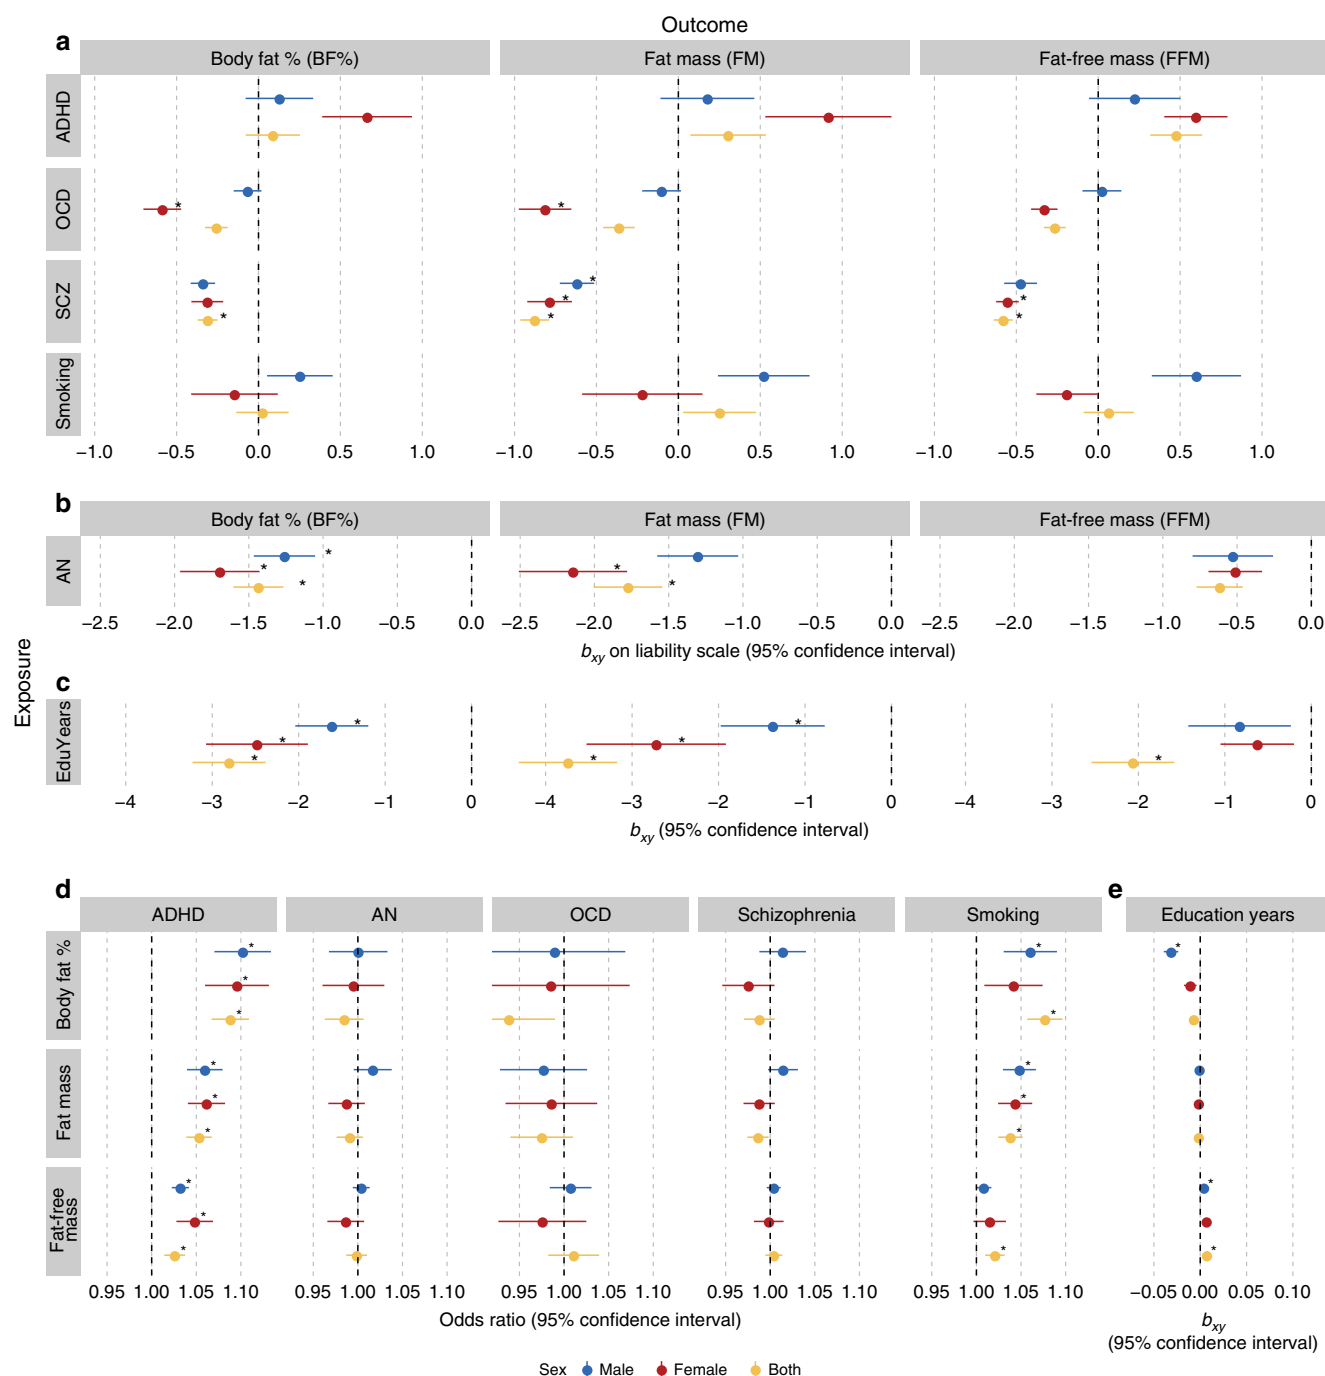 Outcome
a
Body fat % (BF%) Fat mass (FM) Fat-free mass (FFM)
ADHD
*
OCD
*
*
SCZ
*
*
*
*
*
*
Smoking
−1.0 −0.5 0.0 0.5 1.0 −1.0 −0.5 0.0 0.5 1.0 −1.0 −0.5 0.0 0.5 1.0
b
Body fat % (BF%) Fat mass (FM) Fat-free mass (FFM)
AN
*
* *
* *
−2.5 −2.0 −1.5 −1.0 −0.5 0.0 −2.5 −2.0 −1.5 −1.0 −0.5 0.0 −2.5 −2.0 −1.5 −1.0 −0.5 0.0
bxy on liability scale (95% confidence interval)
Exposure
c
EduYears
* *
* *
* * *
−4 −3 −2 −1 0 −4 −3 −2 −1 0 −4 −3 −2 −1 0
bxy (95% confidence interval)
d e
ADHD AN OCD Schizophrenia Smoking Education years
Body fat %
* * *
*
* *
Fat mass
* *
* *
* *
Fat-free
mass
* *
*
* * *
0.95 1.00 1.05 1.10 0.95 1.00 1.05 1.10 0.95 1.00 1.05 1.10 0.95 1.00 1.05 1.10 0.95 1.00 1.05 1.10 −0.05 0.00 0.05 0.10
Odds ratio (95% confidence interval)
bxy
(95% confidence interval)
Sex Male Female Both